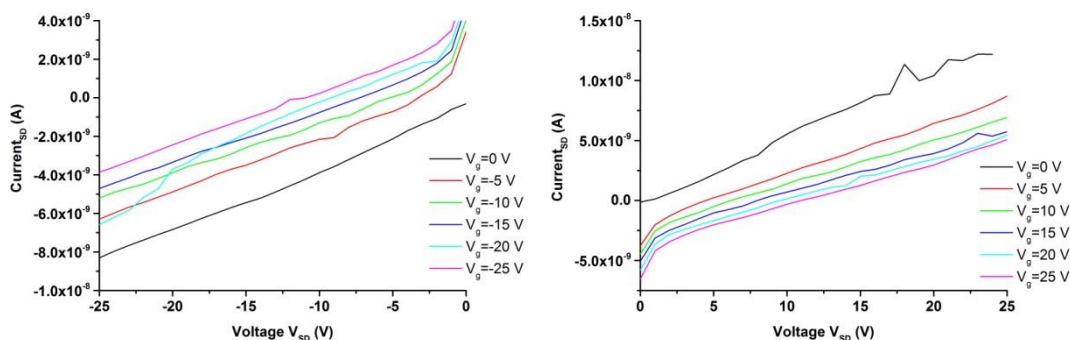 4.0x10⁻⁹
2.0x10⁻⁹
0.0
-2.0x10⁻⁹
-4.0x10⁻⁹
-6.0x10⁻⁹
-8.0x10⁻⁹
-1.0x10⁻⁸
Current_SD (A)
-25
-20
-15
-10
-5
0
Voltage V_SD (V)
V_g=0 V
V_g=-5 V
V_g=-10 V
V_g=-15 V
V_g=-20 V
V_g=-25 V
1.5x10⁻⁸
1.0x10⁻⁸
5.0x10⁻⁹
0.0
-5.0x10⁻⁹
Current_SD (A)
0
5
10
15
20
25
Voltage V_SD (V)
V_g=0 V
V_g=5 V
V_g=10 V
V_g=15 V
V_g=20 V
V_g=25 V